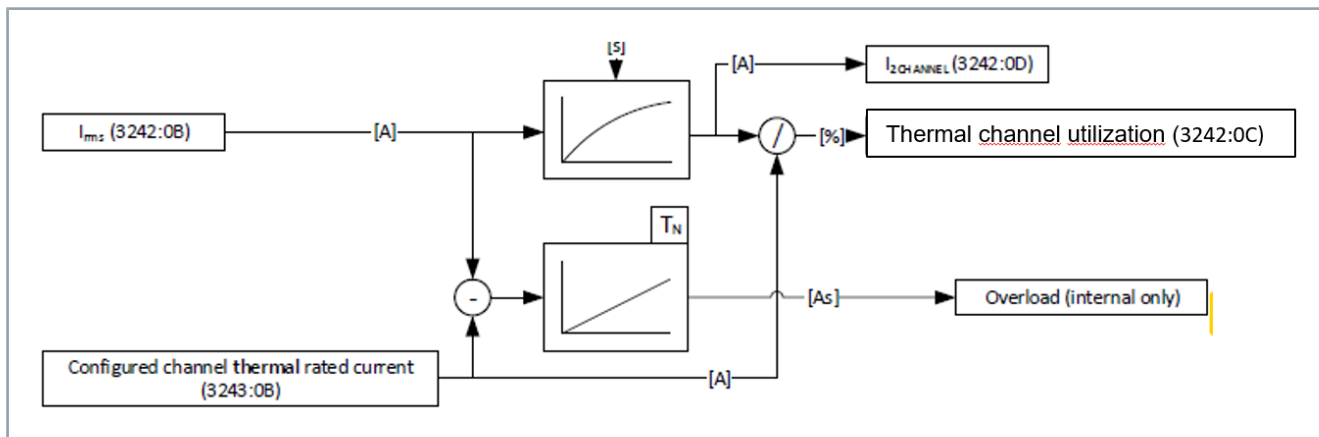 [S]
[A]
I2CHANNEL (3242:0D)
Irms (3242:0B)
[A]
/
[%]
Thermal channel utilization (3242:0C)
TN
-
[As]
Overload (internal only)
Configured channel thermal rated current
(3243:0B)
[A]